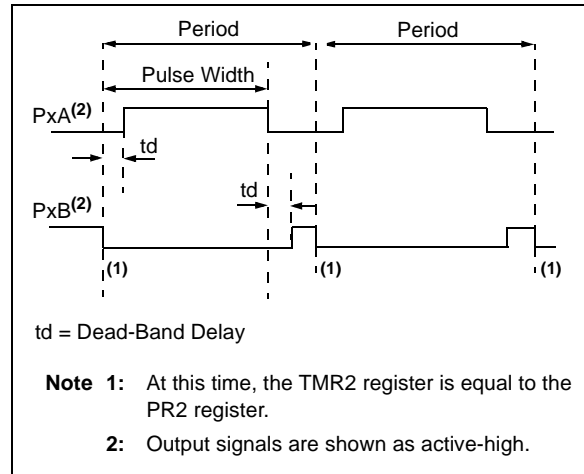 Period
Period
Pulse Width
PxA(2)
td
td
PxB(2)
(1)
(1)
(1)
td = Dead-Band Delay
Note 1: At this time, the TMR2 register is equal to the
PR2 register.
2: Output signals are shown as active-high.